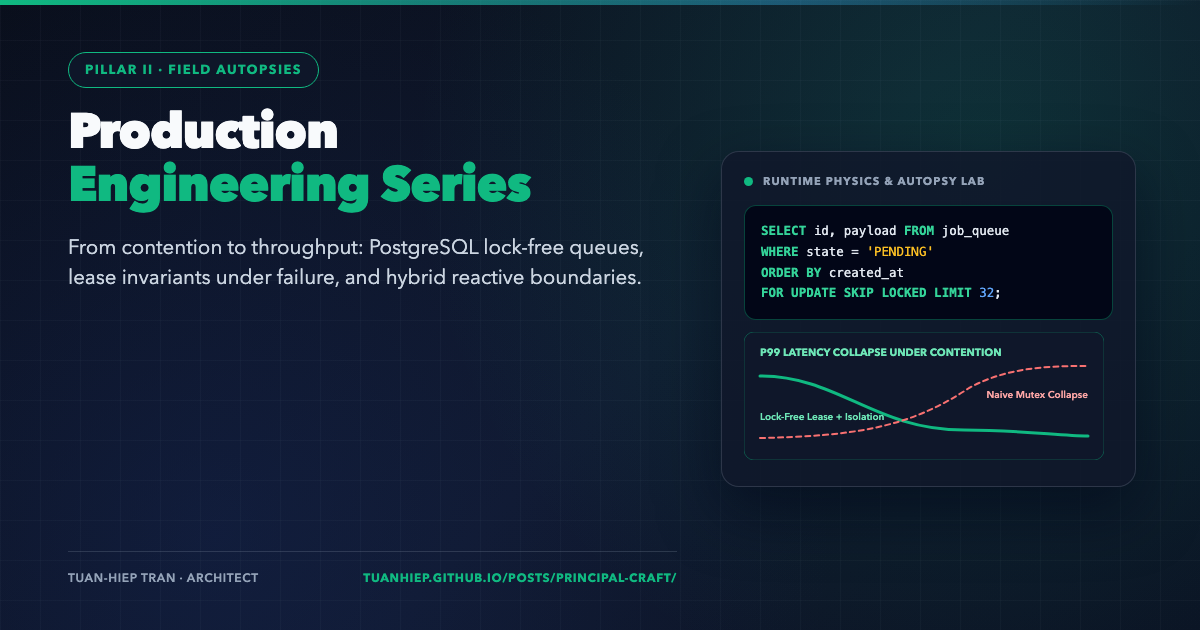 PILLAR II · FIELD AUTOPSIES
Production
Engineering Series
From contention to throughput: PostgreSQL lock-free queues,
lease invariants under failure, and hybrid reactive boundaries.
TUAN-HIEP TRAN · ARCHITECT
TUANHIEP.GITHUB.IO/POSTS/PRINCIPAL-CRAFT/
RUNTIME PHYSICS & AUTOPSY LAB
SELECT id, payload FROM job_queue
WHERE state = 'PENDING'
ORDER BY created_at
FOR UPDATE SKIP LOCKED LIMIT 32;
P99 LATENCY COLLAPSE UNDER CONTENTION
Naive Mutex Collapse
Lock-Free Lease + Isolation